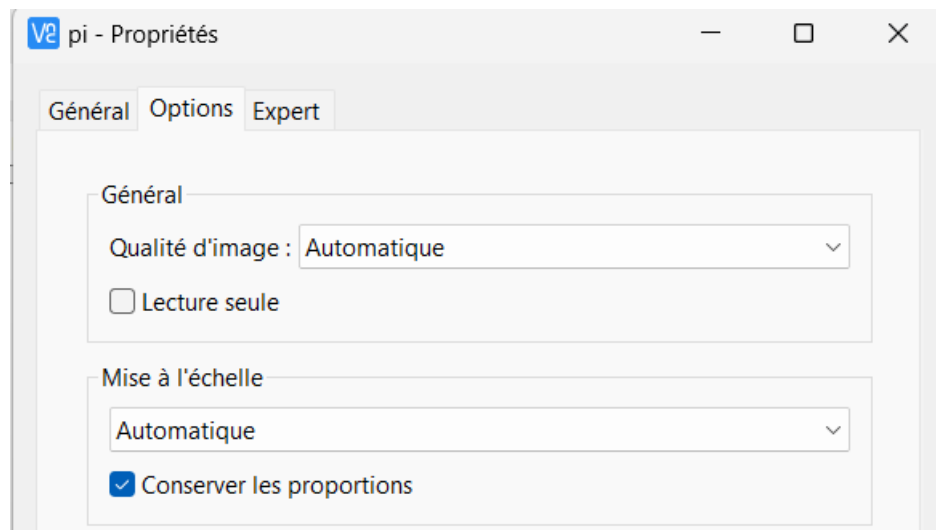 V2 pi - Propriétés
Général Options Expert
Général
Qualité d'image : Automatique
Lecture seule
Mise à l'échelle
Automatique
Conserver les proportions